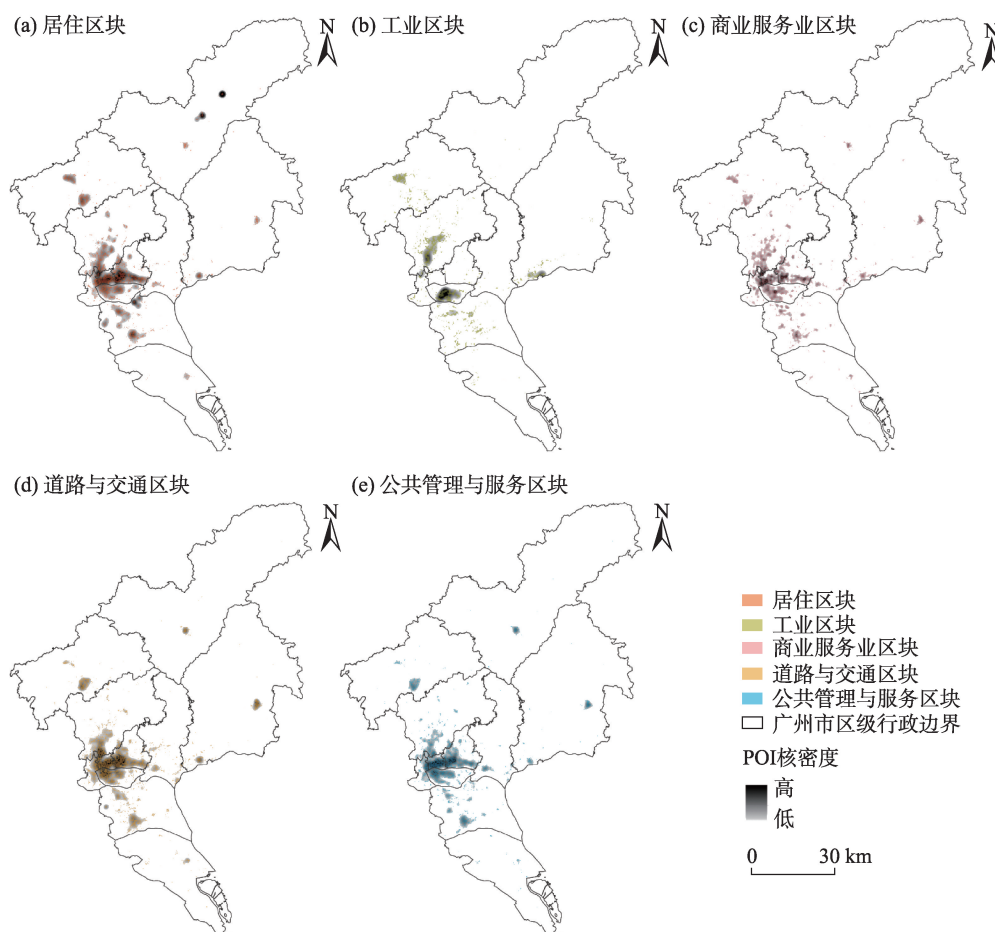 (a) 居住区块
N
(b) 工业区块
N
(c) 商业服务业区块
N
(d) 道路与交通区块
N
(e) 公共管理与服务区块
N
居住区块
工业区块
商业服务业区块
道路与交通区块
公共管理与服务区块
广州市区级行政边界
POI核密度
高
低
0 30 km